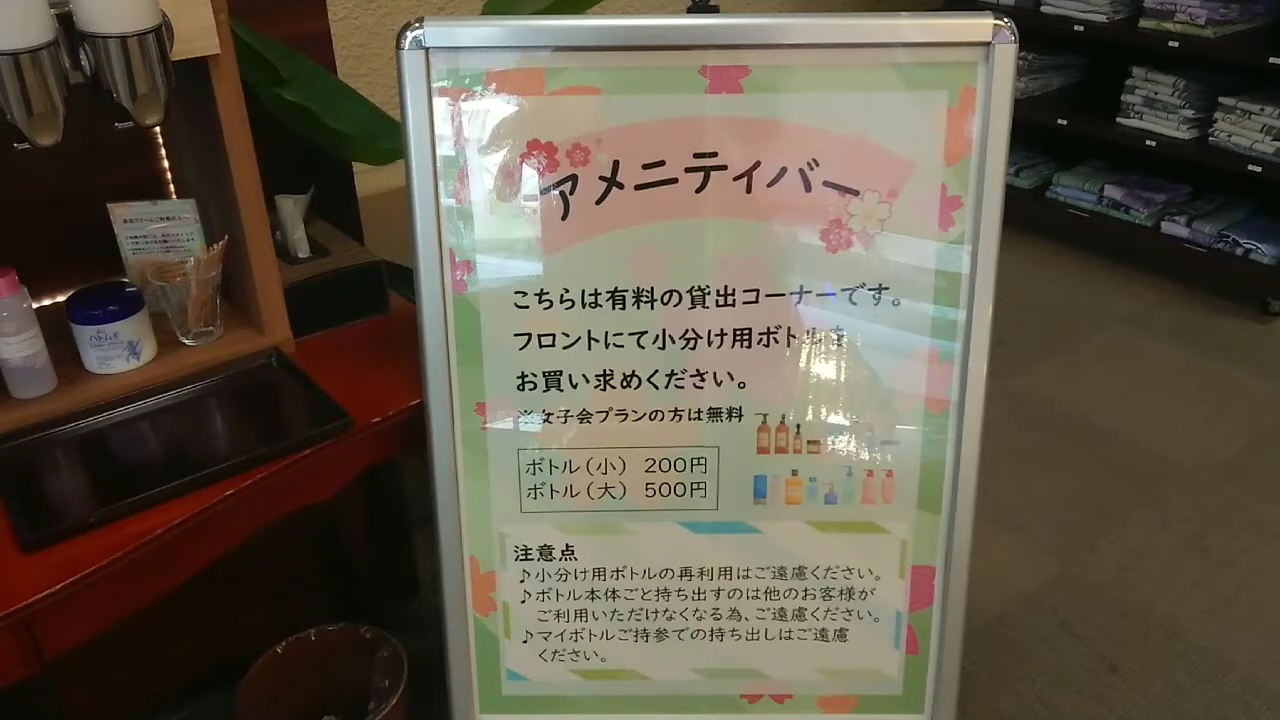 アメニティバー
こちらは有料の貸出コーナーです。
フロントにて小分け用ボトルを
お買い求めください。
※女子会プランの方は無料
ボトル(小) 200円
ボトル(大) 500円
注意点
♪小分け用ボトルの再利用はご遠慮ください。
♪ボトル本体ごと持ち出すのは他のお客様が
ご利用いただけなくなる為、ご遠慮ください。
♪マイボトルご持参での持ち出しはご遠慮
ください。
ハトムギ